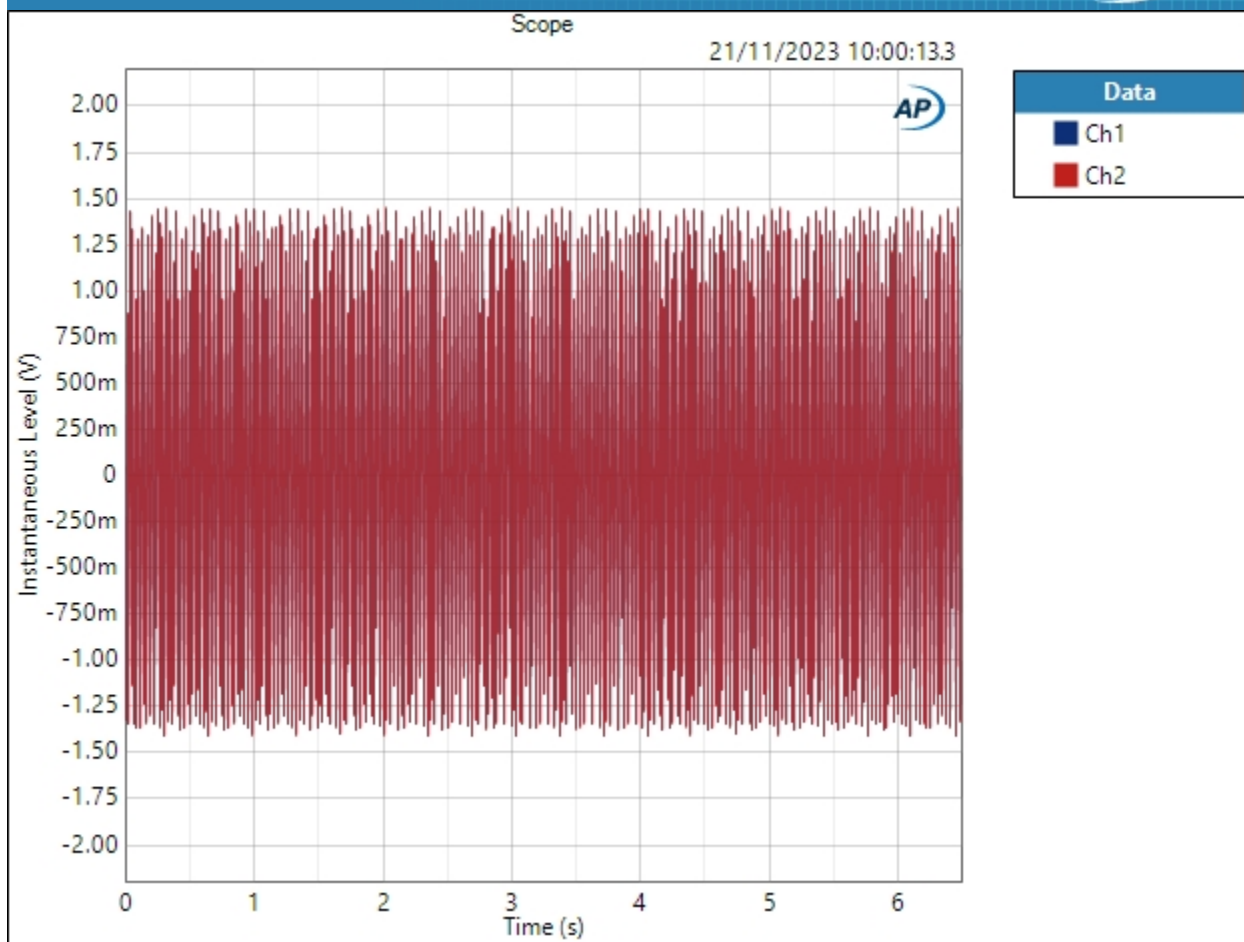 Scope
21/11/2023 10:00:13.3
AP
Data
Ch1
Ch2
Instantaneous Level (V)
2.00
1.75
1.50
1.25
1.00
750m
500m
250m
0
-250m
-500m
-750m
-1.00
-1.25
-1.50
-1.75
-2.00
0 1 2 3 4 5 6
Time (s)